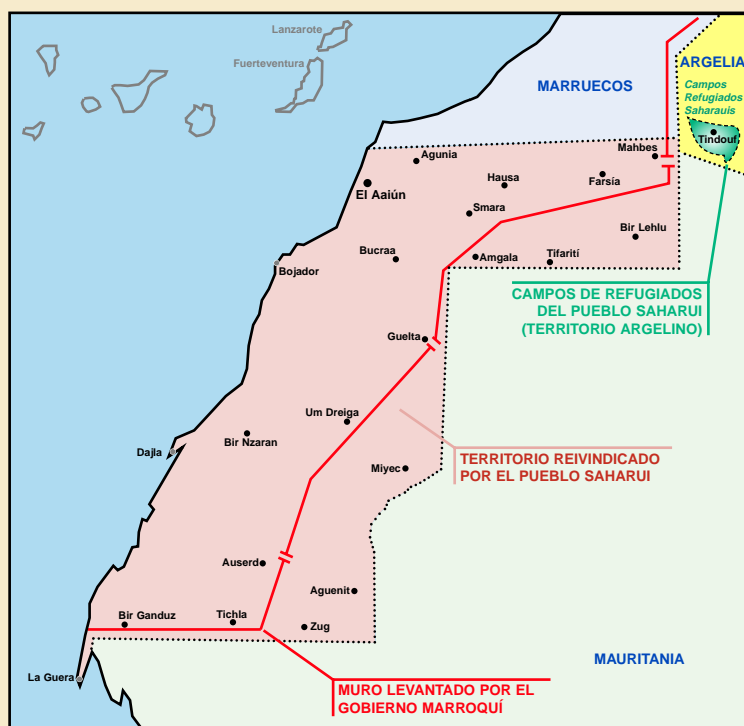 Lanzarote
Fuerteventura
MARRUECOS
ARGELIA
Campos
Refugiados
Saharauis
Tindouf
Mahbes
Agunia
Hausa
Farsía
El Aaiún
Smara
Bir Lehlu
Bucraa
Amgala
Tifarití
Bojador
CAMPOS DE REFUGIADOS
DEL PUEBLO SAHARUI
(TERRITORIO ARGELINO)
Guelta
Um Dreiga
Bir Nzaran
Dajla
TERRITORIO REIVINDICADO
POR EL PUEBLO SAHARUI
Miyec
Auserd
Aguenit
Bir Ganduz
Tichla
Zug
MAURITANIA
La Guera
MURO LEVANTADO POR EL
GOBIERNO MARROQUÍ